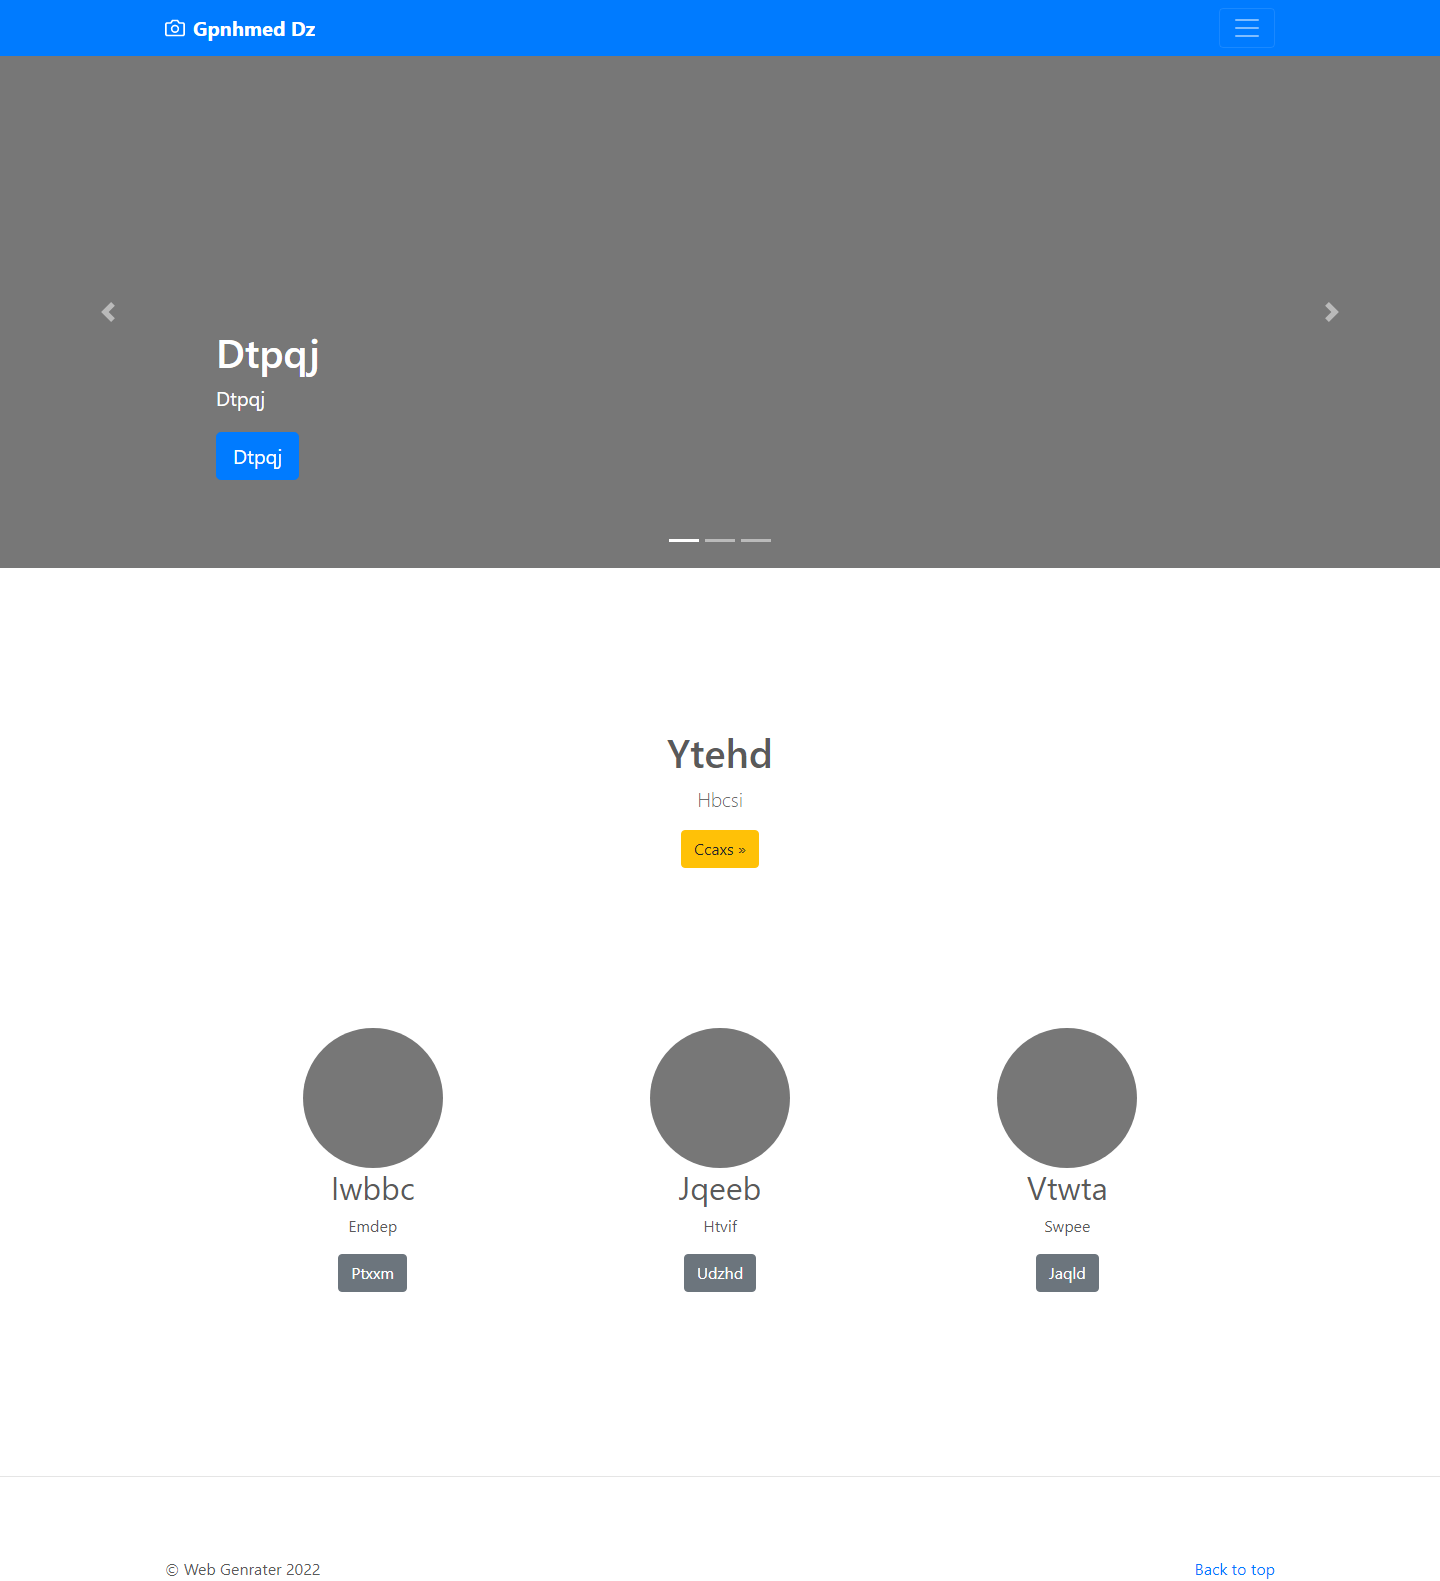 Gpnhmed Dz
Dtpqj
Dtpqj
Dtpqj
Ytehd
Hbcsi
Ccaxs »
Iwbbc
Emdep
Ptxxm
Jqeeb
Htvif
Udzhd
Vtwta
Swpee
Jaqld
© Web Genrater 2022
Back to top